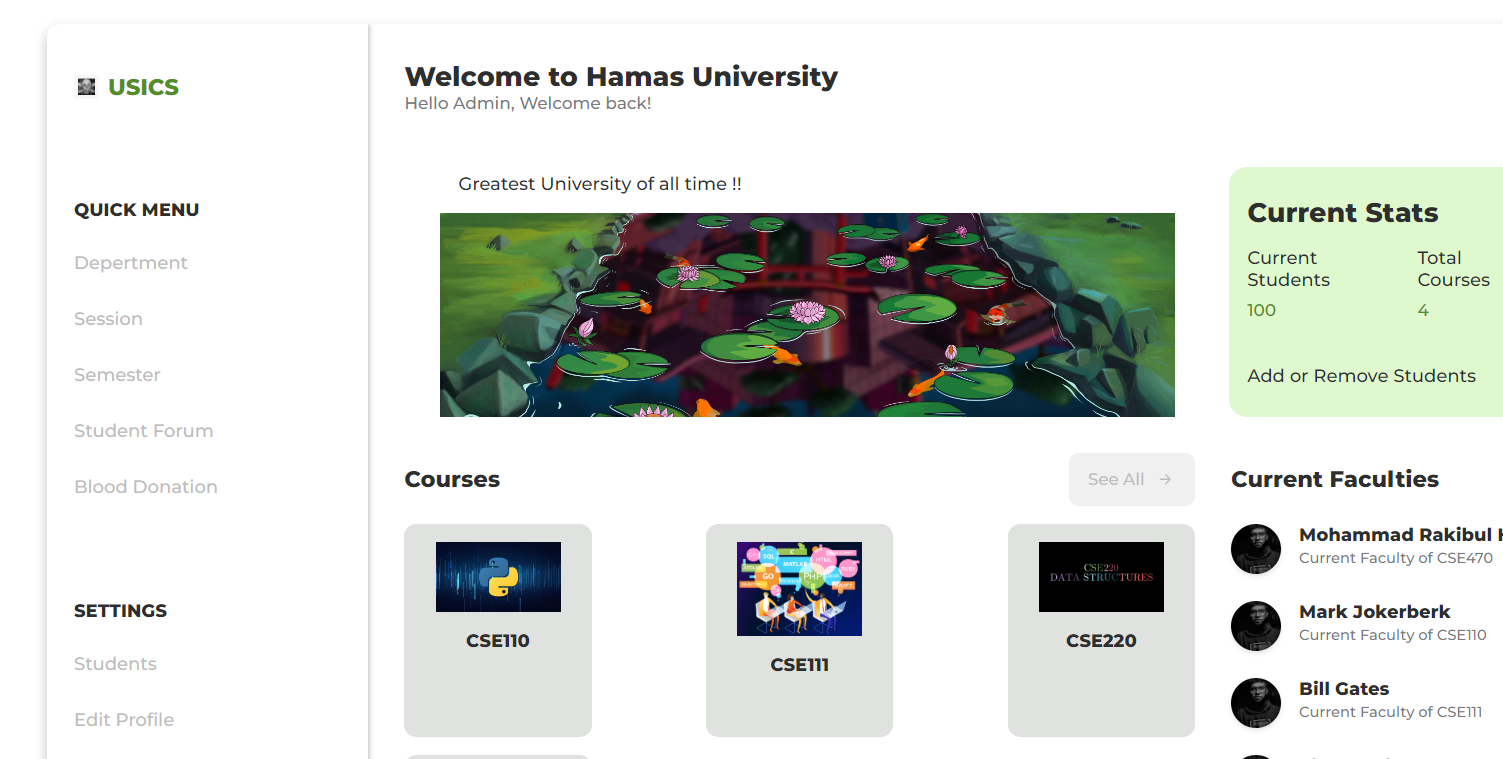 USICS
QUICK MENU
Depertment
Session
Semester
Student Forum
Blood Donation
SETTINGS
Students
Edit Profile
Welcome to Hamas University
Hello Admin, Welcome back!
Greatest University of all time !!
Current Stats
Current
Students
100
Total
Courses
4
Add or Remove Students
Courses
See All →
CSE110
SQL
C
HTML
MATLAB
GO
PHP
JAVA
RUBY
CSE111
CSE220
DATA STRUCTURES
CSE220
Current Faculties
Mohammad Rakibul
Current Faculty of CSE470
Mark Jokerberk
Current Faculty of CSE110
Bill Gates
Current Faculty of CSE111